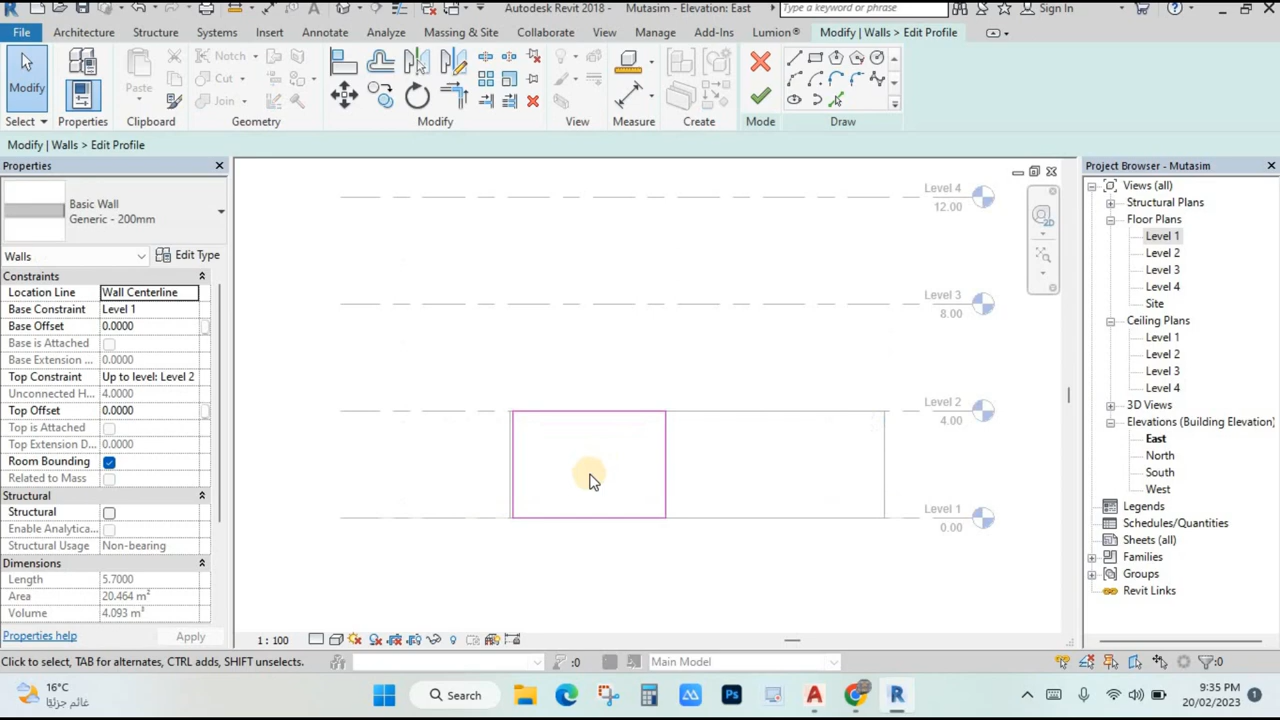 Autodesk Revit 2018 - Mutasim - Elevation: East
Type a keyword or phrase
Sign In
File Architecture Structure Systems Insert Annotate Analyze Massing & Site Collaborate View Manage Add-Ins Lumion® Modify | Walls > Edit Profile
Modify
Properties
Paste
Notch
Cut
Join
Select Properties Clipboard Geometry Modify View Measure Create Mode Draw
Modify | Walls > Edit Profile
Properties
Basic Wall
Generic - 200mm
Walls
Edit Type
Constraints
Location Line Wall Centerline
Base Constraint Level 1
Base Offset 0.0000
Base is Attached
Base Extension ... 0.0000
Top Constraint Up to level: Level 2
Unconnected H... 4.0000
Top Offset 0.0000
Top is Attached
Top Extension D... 0.0000
Room Bounding
Related to Mass
Structural
Structural
Enable Analytica...
Structural Usage Non-bearing
Dimensions
Length 5.7000
Area 20.464 m²
Volume 4.093 m³
Properties help
Apply
Level 4
12.00
Level 3
8.00
Level 2
4.00
Level 1
0.00
2D
1 : 100
Project Browser - Mutasim
Views (all)
Structural Plans
Floor Plans
Level 1
Level 2
Level 3
Level 4
Site
Ceiling Plans
Level 1
Level 2
Level 3
Level 4
3D Views
Elevations (Building Elevation)
East
North
South
West
Legends
Schedules/Quantities
Sheets (all)
Families
Groups
Revit Links
Click to select, TAB for alternates, CTRL adds, SHIFT unselects.
:0
Main Model
:0
16°C
غائم جزئيًا
Search
Ps
9:35 PM
20/02/2023